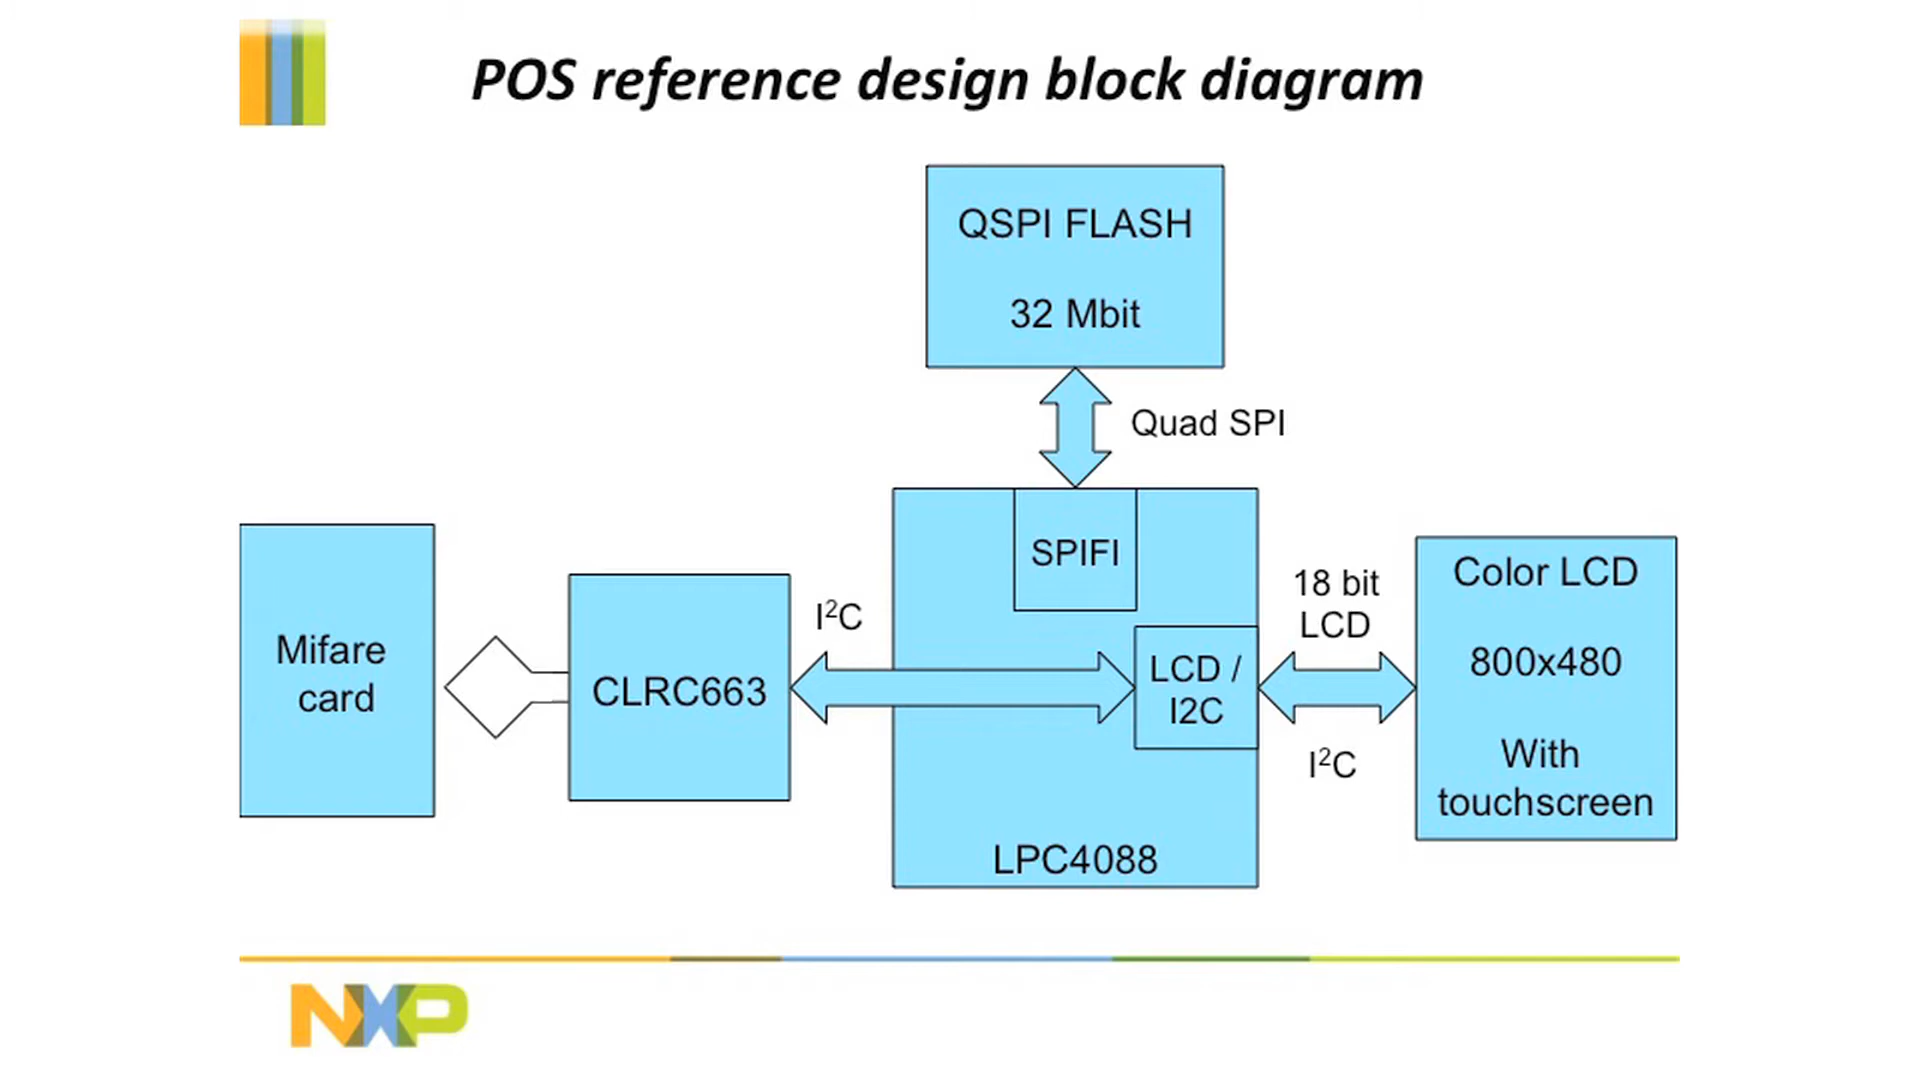 POS reference design block diagram
QSPI FLASH
32 Mbit
Quad SPI
SPIFI
Mifare
card
CLRC663
I²C
LCD /
I2C
LPC4088
18 bit
LCD
I²C
Color LCD
800x480
With
touchscreen
NXP